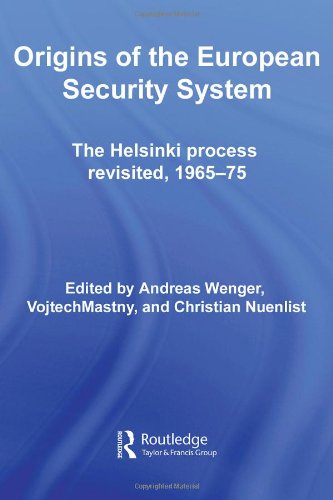 Origins of the European
Security System
The Helsinki process
revisited, 1965–75
Edited by Andreas Wenger,
VojtechMastny, and Christian Nuenlist
ROUTLEDGE
Routledge
Taylor & Francis Group